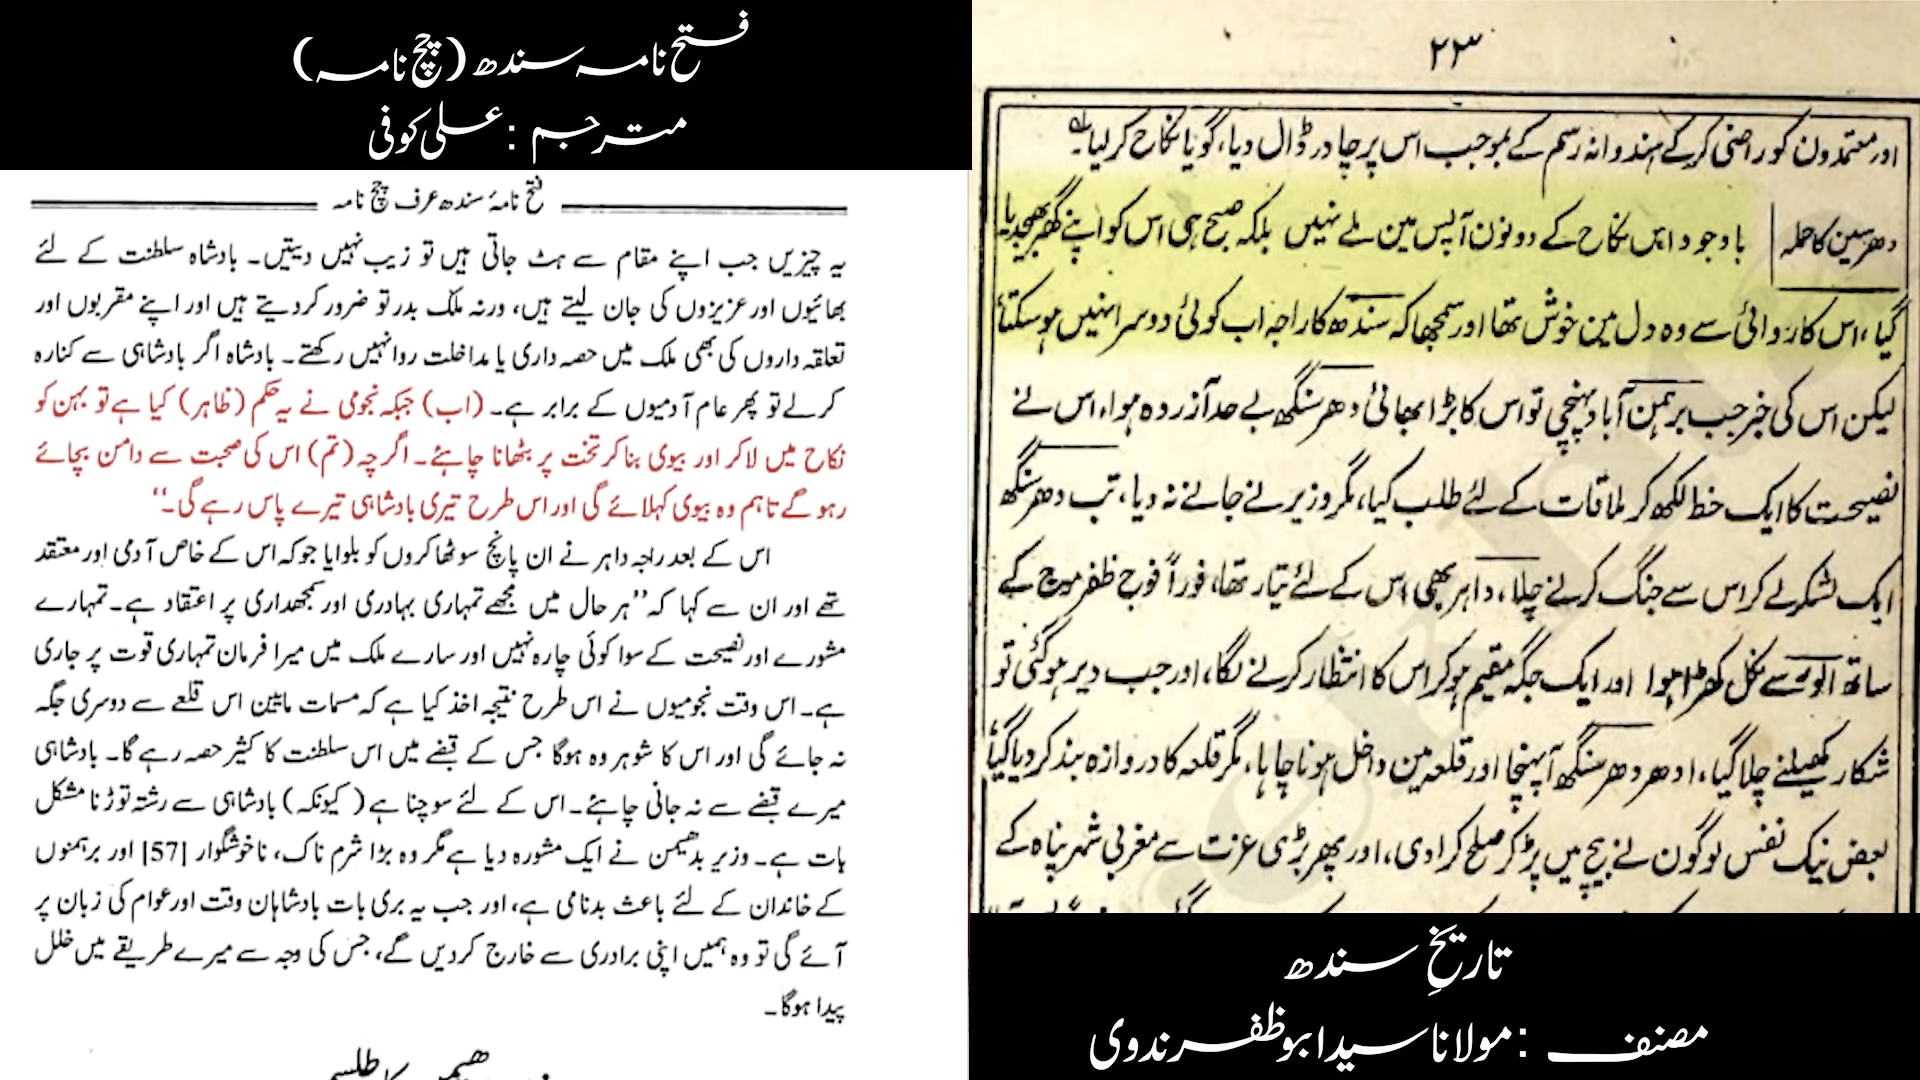 فتح نامہ سندھ (چچ نامہ)
مترجم : علی کوفی
فتح نامۂ سندھ عرف چچ نامہ
یہ چیزیں جب اپنے مقام سے ہٹ جاتی ہیں تو زیب نہیں دیتیں۔ بادشاہ سلطنت کے لئے
بھائیوں اور عزیزوں کی جان لیتے ہیں، ورنہ ملک بدر تو ضرور کردیتے ہیں اور اپنے مقربوں اور
تعلقہ داروں کی بھی ملک میں حصہ داری یا مداخلت روا نہیں رکھتے۔ بادشاہ اگر بادشاہی سے کنارہ
کرلے تو پھر عام آدمیوں کے برابر ہے۔ (اب) جبکہ نجومی نے یہ حکم (ظاہر) کیا ہے تو بہن کو
نکاح میں لاکر اور بیوی بنا کر تخت پر بٹھانا چاہئے۔ اگرچہ (تم) اس کی صحبت سے دامن بچائے
رہو گے تاہم وہ بیوی کہلائے گی اور اس طرح تیری بادشاہی تیرے پاس رہے گی۔“
اس کے بعد راجہ داہر نے ان پانچ سو ٹھاکروں کو بلوایا جو کہ اس کے خاص آدمی اور معتقد
تھے اور ان سے کہا کہ ”ہر حال میں مجھے تمہاری بہادری اور سمجھداری پر اعتقاد ہے۔ تمہارے
مشورے اور نصیحت کے سوا کوئی چارہ نہیں اور سارے ملک میں میرا فرمان تمہاری قوت پر جاری
ہے۔ اس وقت نجومیوں نے اس طرح نتیجہ اخذ کیا ہے کہ مسمات مایین اس قلعے سے دوسری جگہ
نہ جائے گی اور اس کا شوہر وہ ہوگا جس کے قبضے میں اس سلطنت کا کثیر حصہ رہے گا۔ بادشاہی
میرے قبضے سے نہ جانی چاہئے۔ اس کے لئے سوچنا ہے (کیونکہ) بادشاہی سے رشتہ توڑنا مشکل
بات ہے۔ وزیر بدھیمن نے ایک مشورہ دیا ہے مگر وہ بڑا شرم ناک، ناخوشگوار [57] اور برہمنوں
کے خاندان کے لئے باعث بدنامی ہے، اور جب یہ بری بات بادشاہان وقت اور عوام کی زبان پر
آئے گی تو وہ ہمیں اپنی برادری سے خارج کردیں گے، جس کی وجہ سے میرے طریقے میں خلل
پیدا ہوگا۔
۲۳
اور معتمدون کو راضی کرکے ہندوانہ رسم کے بموجب اس پر چادر ڈال دیا، گویا نکاح کرلیا۔
دھرسین کا حملہ باوجود اس نکاح کے دونون آپس مین ملے نہیں بلکہ صبح ہی اس کو اپنے گھر بھیجدیا
گیا، اس کارروائی سے وہ دل مین خوش تھا اور سمجھا کہ سندھ کا راجہ اب کوئی دوسرا نہیں ہوسکتا
لیکن اس کی خبر جب برہمن آباد پہنچی تو اس کا بڑا بھائی دھرسنگھ بے حد آزردہ ہوا، اس نے
نصیحت کا ایک خط لکھ کر ملاقات کے لئے طلب کیا، مگر وزیر نے جانے نہ دیا، تب دھرسنگھ
ایک لشکر لے کر اس سے جنگ کرنے چلا، داہر بھی اس کے لئے تیار تھا، فوراً فوج ظفر موج کے
ساتھ الور سے نکل کھڑا ہوا اور ایک جگہ مقیم ہوکر اس کا انتظار کرنے لگا، اور جب دیر ہوگئی تو
شکار کھیلنے چلا گیا، ادھر دھرسنگھ آپہنچا اور قلعہ مین داخل ہونا چاہا، مگر قلعہ کا دروازہ بند کر دیا گیا
بعض نیک نفس لوگون نے بیچ میں پڑ کر صلح کرادی، اور پھر بڑی عزت سے مغربی شہر پناہ کے
تاریخِ سندھ
مصنف : مولانا سید ابو ظفر ندوی